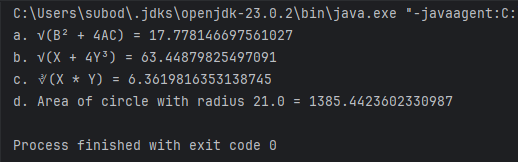 C:\Users\subod\.jdks\openjdk-23.0.2\bin\java.exe "-javaagent:C:
a. √(B² + 4AC) = 17.778146697561027
b. √(X + 4Y³) = 63.44879825497091
c. ∛(X * Y) = 6.3619816353138745
d. Area of circle with radius 21.0 = 1385.4423602330987
Process finished with exit code 0